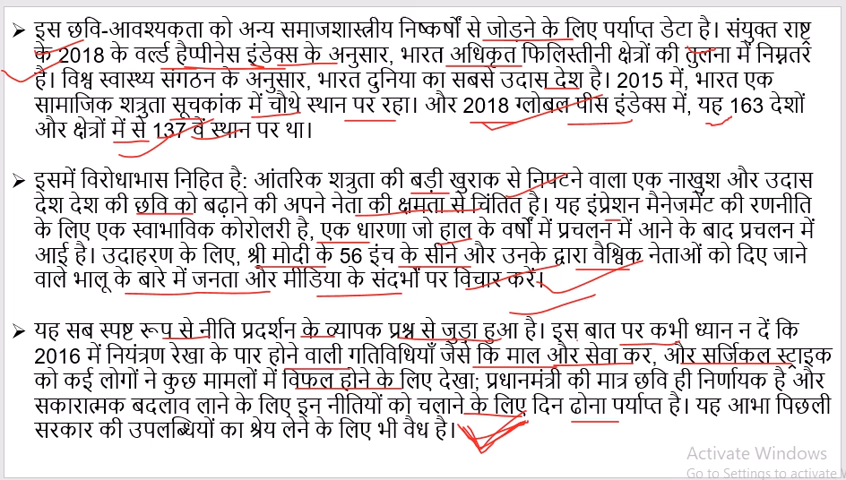 ➢ इस छवि-आवश्यकता को अन्य समाजशास्त्रीय निष्कर्षों से जोड़ने के लिए पर्याप्त डेटा है। संयुक्त राष्ट्र
के 2018 के वर्ल्ड हैप्पीनेस इंडेक्स के अनुसार, भारत अधिकृत फिलिस्तीनी क्षेत्रों की तुलना में निम्नतर
है। विश्व स्वास्थ्य संगठन के अनुसार, भारत दुनिया का सबसे उदास देश है। 2015 में, भारत एक
सामाजिक शत्रुता सूचकांक में चौथे स्थान पर रहा। और 2018 ग्लोबल पीस इंडेक्स में, यह 163 देशों
और क्षेत्रों में से 137 वें स्थान पर था।
➢ इसमें विरोधाभास निहित है: आंतरिक शत्रुता की बड़ी खुराक से निपटने वाला एक नाखुश और उदास
देश देश की छवि को बढ़ाने की अपने नेता की क्षमता से चिंतित है। यह इंप्रेशन मैनेजमेंट की रणनीति
के लिए एक स्वाभाविक कोरोलरी है, एक धारणा जो हाल के वर्षों में प्रचलन में आने के बाद प्रचलन में
आई है। उदाहरण के लिए, श्री मोदी के 56 इंच के सीने और उनके द्वारा वैश्विक नेताओं को दिए जाने
वाले भालू के बारे में जनता और मीडिया के संदर्भों पर विचार करें।
➢ यह सब स्पष्ट रूप से नीति प्रदर्शन के व्यापक प्रश्न से जुड़ा हुआ है। इस बात पर कभी ध्यान न दें कि
2016 में नियंत्रण रेखा के पार होने वाली गतिविधियाँ जैसे कि माल और सेवा कर, और सर्जिकल स्ट्राइक
को कई लोगों ने कुछ मामलों में विफल होने के लिए देखा; प्रधानमंत्री की मात्र छवि ही निर्णायक है और
सकारात्मक बदलाव लाने के लिए इन नीतियों को चलाने के लिए दिन ढोना पर्याप्त है। यह आभा पिछली
सरकार की उपलब्धियों का श्रेय लेने के लिए भी वैध है।
Activate Windows
Go to Settings to activate W